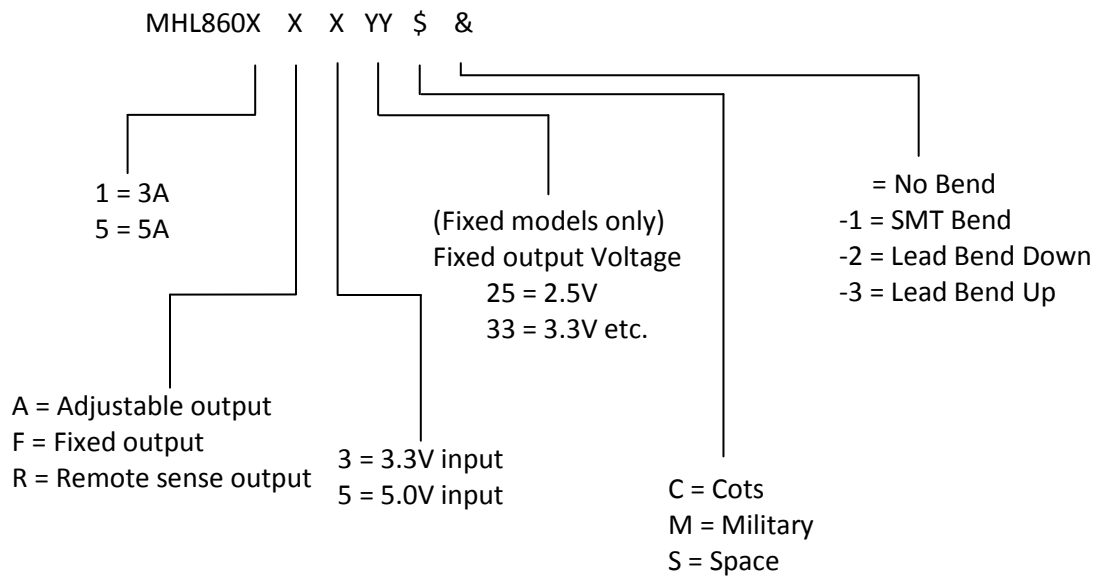 MHL860X X X YY $ &
1 = 3A
5 = 5A
A = Adjustable output
F = Fixed output
R = Remote sense output
3 = 3.3V input
5 = 5.0V input
(Fixed models only)
Fixed output Voltage
25 = 2.5V
33 = 3.3V etc.
C = Cots
M = Military
S = Space
= No Bend
-1 = SMT Bend
-2 = Lead Bend Down
-3 = Lead Bend Up